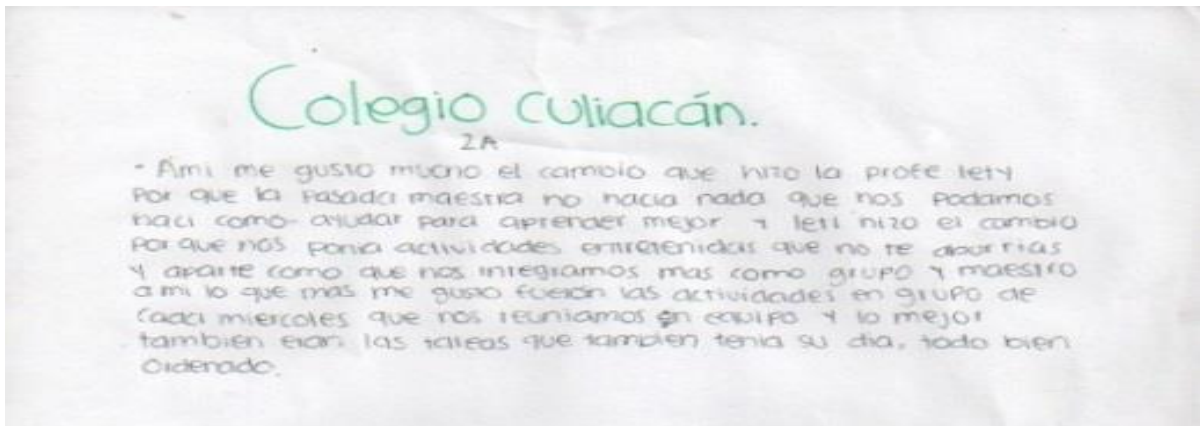 Colegio Culiacán.
2A
- Ami me gusto mucho el cambio que hizo la profe lety
Por que la Pasada maestra no hacia nada que nos Podamos
haci como ayudar para aprender mejor y leti hizo el cambio
Por que nos ponia actividades entretenidas que no te aburrias
y aparte como que nos integramos mas como grupo y maestro
a mi lo que mas me gusto fueron las actividades en grupo de
Cada miercoles que nos reuniamos en equipo y lo mejor
tambien eran las tareas que tambien tenia su dia, todo bien
Ordenado.